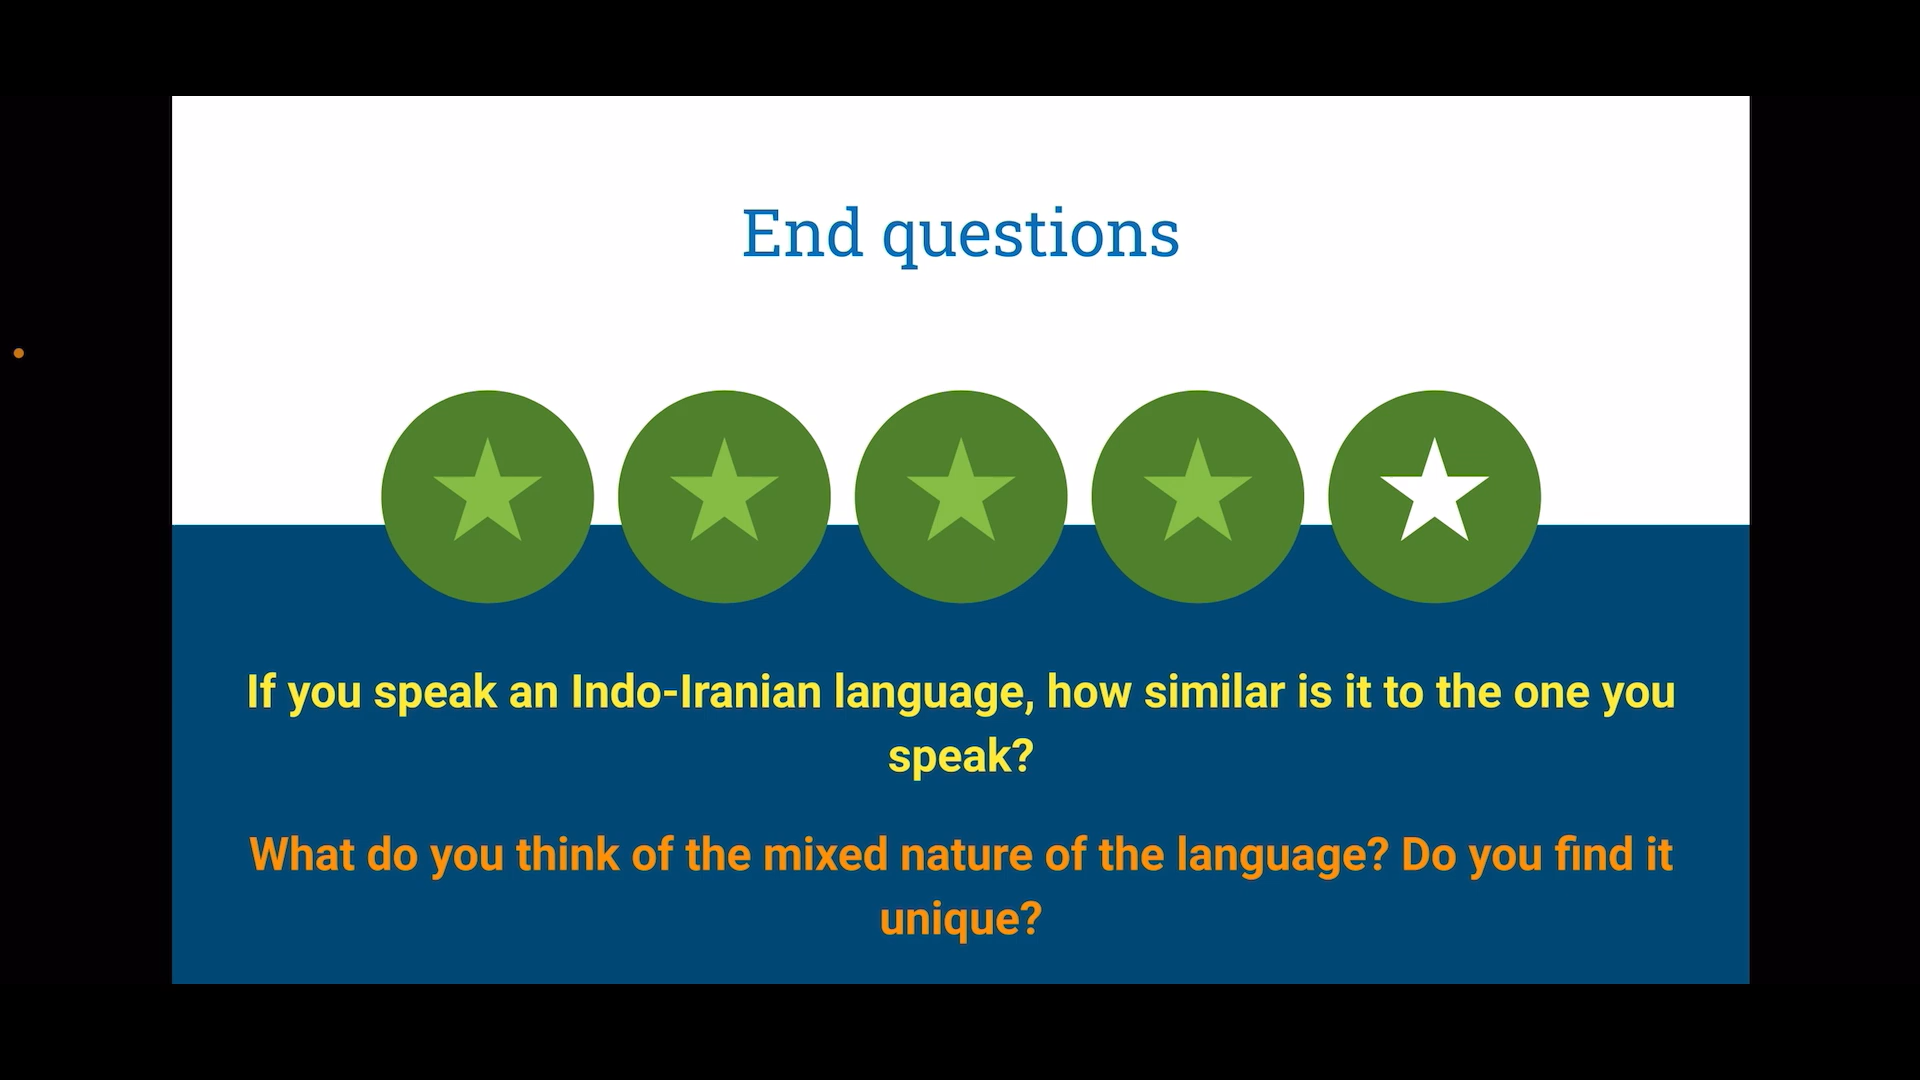 End questions
If you speak an Indo-Iranian language, how similar is it to the one you
speak?
What do you think of the mixed nature of the language? Do you find it
unique?